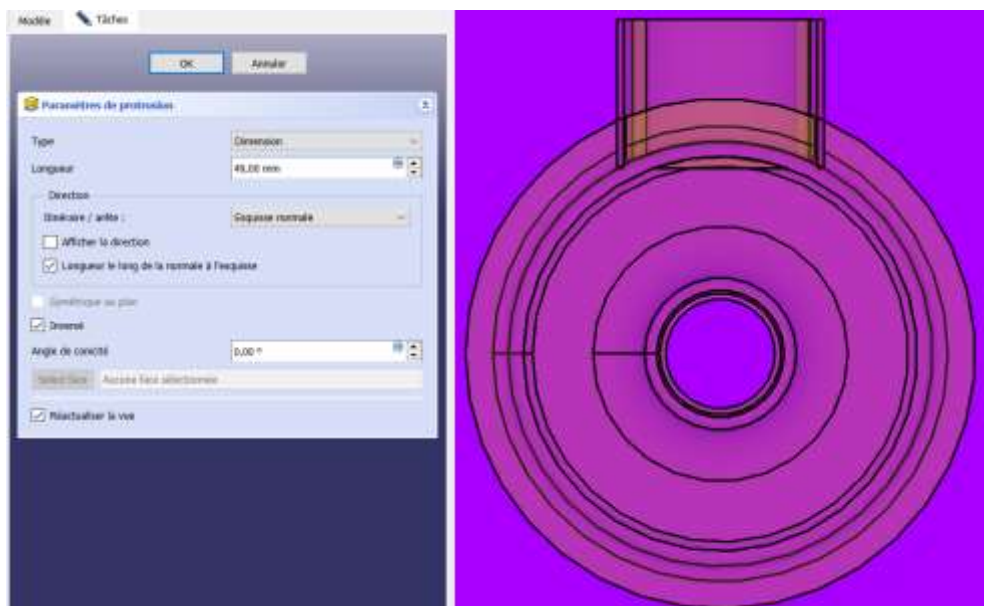 Modèle
Tâches
OK
Annuler
Paramètres de protrusion
Type
Dimension
Longueur
49,00 mm
Direction
Itinéraire / arête :
Esquisse normale
Afficher la direction
Longueur le long de la normale à l'esquisse
Symétrique au plan
Inversé
Angle de conicité
0,00 °
Select face
Aucune face sélectionnée
Réactualiser la vue